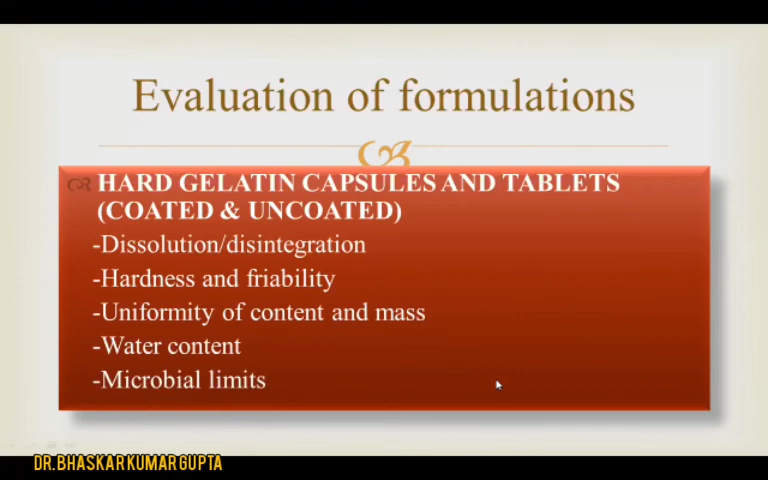 Evaluation of formulations
HARD GELATIN CAPSULES AND TABLETS
(COATED & UNCOATED)
-Dissolution/disintegration
-Hardness and friability
-Uniformity of content and mass
-Water content
-Microbial limits
DR.BHASKAR KUMAR GUPTA